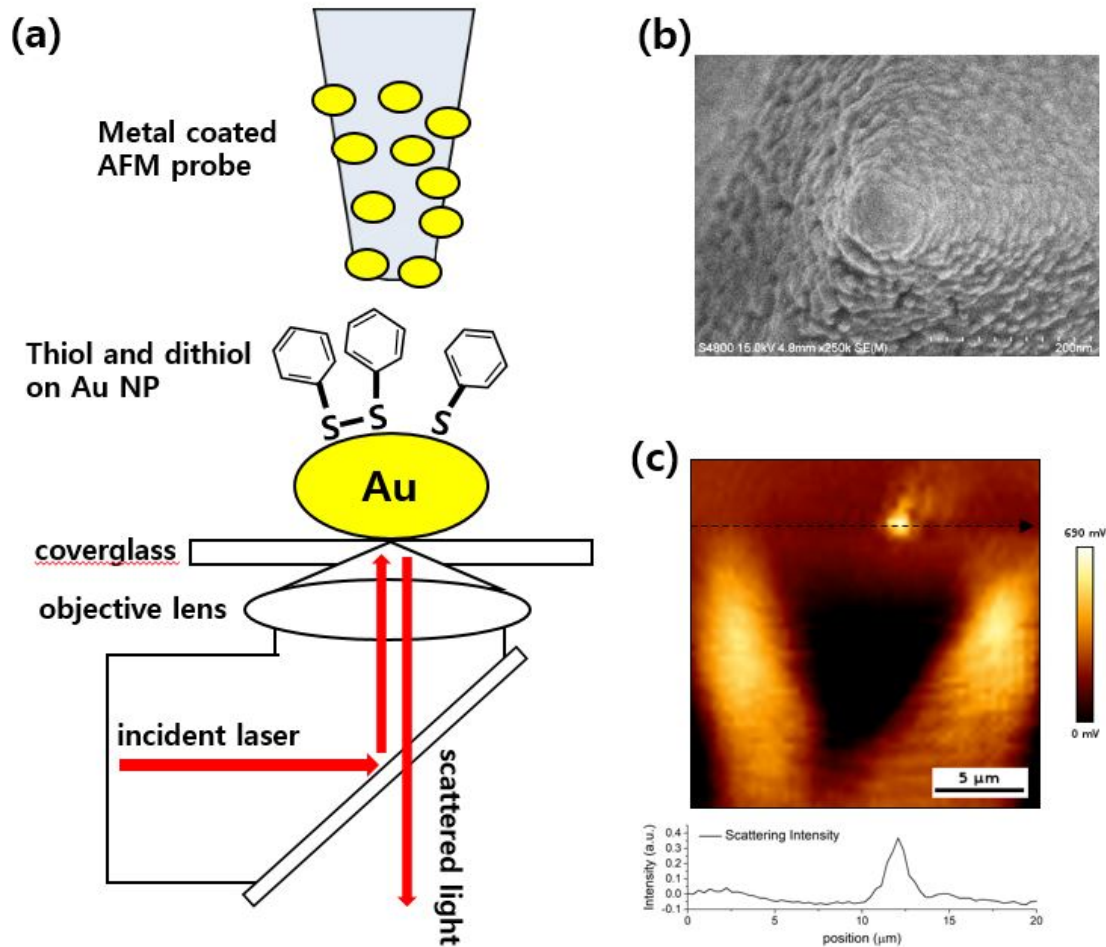 (a)
Metal coated
AFM probe
Thiol and dithiol
on Au NP
S
S
S
Au
coverglass
objective lens
incident laser
scattered light
(b)
S4800 15.0kV 4.8mm x250k SE(M)
200nm
(c)
690 mV
0 mV
5 μm
Scattering Intensity
Intensity (a.u.)
0.4
0.3
0.2
0.1
0.0
-0.1
0
5
10
15
20
position (μm)